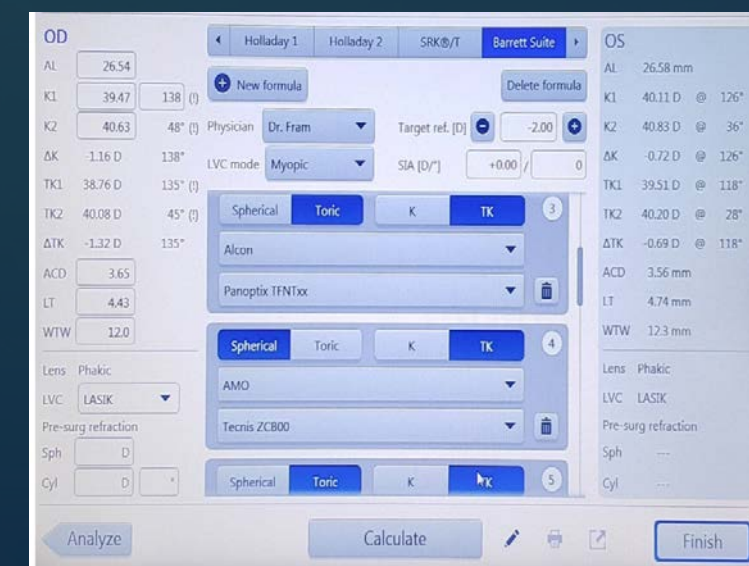 OD
AL 26.54
K1 39.47 138 (!)
K2 40.63 48° (!)
ΔK -1.16 D 138°
TK1 38.76 D 135° (!)
TK2 40.08 D 45° (!)
ΔTK -1.32 D 135°
ACD 3.65
LT 4.43
WTW 12.0
Lens Phakic
LVC LASIK
Pre-surg refraction
Sph D
Cyl D °
Analyze
Holladay 1 Holladay 2 SRK®/T Barrett Suite
New formula Delete formula
Physician Dr. Fram Target ref. [D] -2.00
LVC mode Myopic SIA [D/°] +0.00 / 0
Spherical Toric K TK 3
Alcon
Panoptix TFNTxx
Spherical Toric K TK 4
AMO
Tecnis ZCB00
Spherical Toric K TK 5
Calculate
OS
AL 26.58 mm
K1 40.11 D @ 126°
K2 40.83 D @ 36°
ΔK -0.72 D @ 126°
TK1 39.51 D @ 118°
TK2 40.20 D @ 28°
ΔTK -0.69 D @ 118°
ACD 3.56 mm
LT 4.74 mm
WTW 12.3 mm
Lens Phakic
LVC LASIK
Pre-surg refraction
Sph ---
Cyl ---
Finish